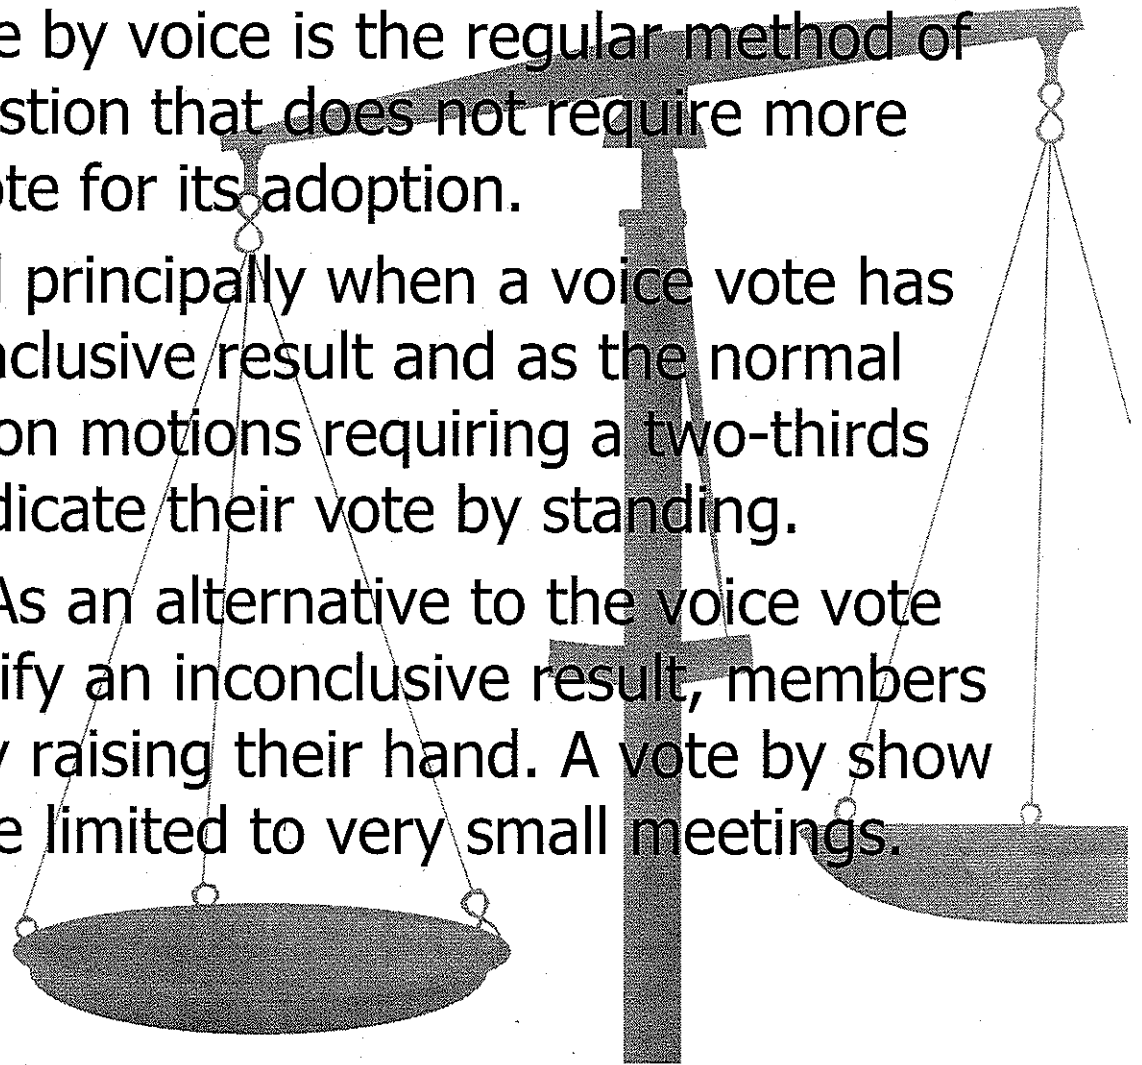 e by voice is the regular method of
stion that does not require more
ote for its adoption.
l principally when a voice vote has
nclusive result and as the normal
on motions requiring a two-thirds
dicate their vote by standing.
As an alternative to the voice vote
ify an inconclusive result, members
y raising their hand. A vote by show
e limited to very small meetings.